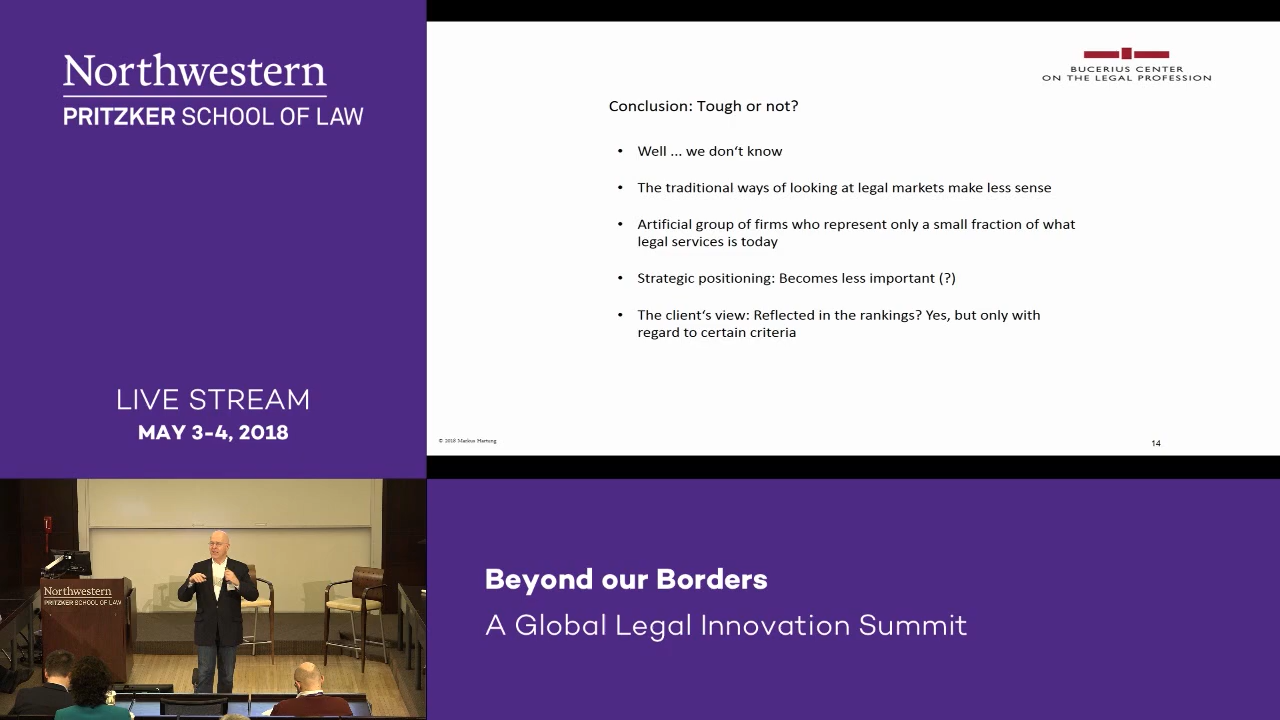 Northwestern
PRITZKER SCHOOL OF LAW
LIVE STREAM
MAY 3-4, 2018
BUCERIUS CENTER
ON THE LEGAL PROFESSION
Conclusion: Tough or not?
• Well ... we don‘t know
• The traditional ways of looking at legal markets make less sense
• Artificial group of firms who represent only a small fraction of what
legal services is today
• Strategic positioning: Becomes less important (?)
• The client‘s view: Reflected in the rankings? Yes, but only with
regard to certain criteria
© 2018 Markus Hartung
14
Northwestern
PRITZKER SCHOOL OF LAW
Beyond our Borders
A Global Legal Innovation Summit